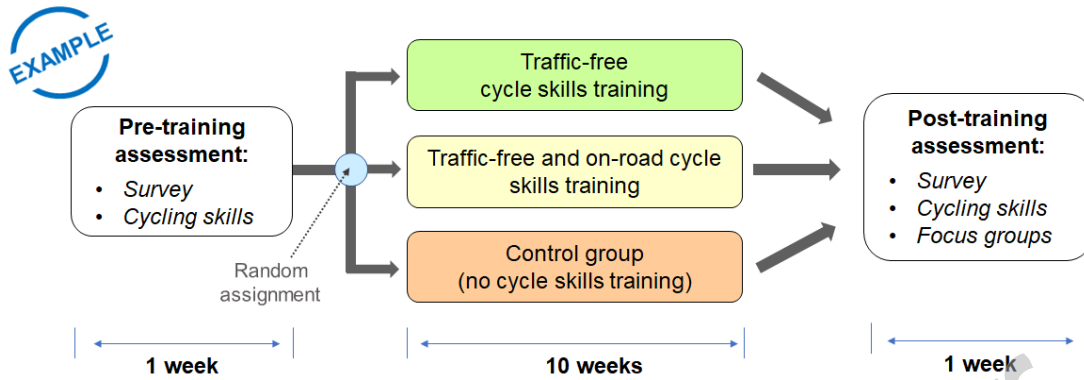 EXAMPLE
Pre-training
assessment:
• Survey
• Cycling skills
Random
assignment
Traffic-free
cycle skills training
Traffic-free and on-road cycle
skills training
Control group
(no cycle skills training)
Post-training
assessment:
• Survey
• Cycling skills
• Focus groups
1 week
10 weeks
1 week